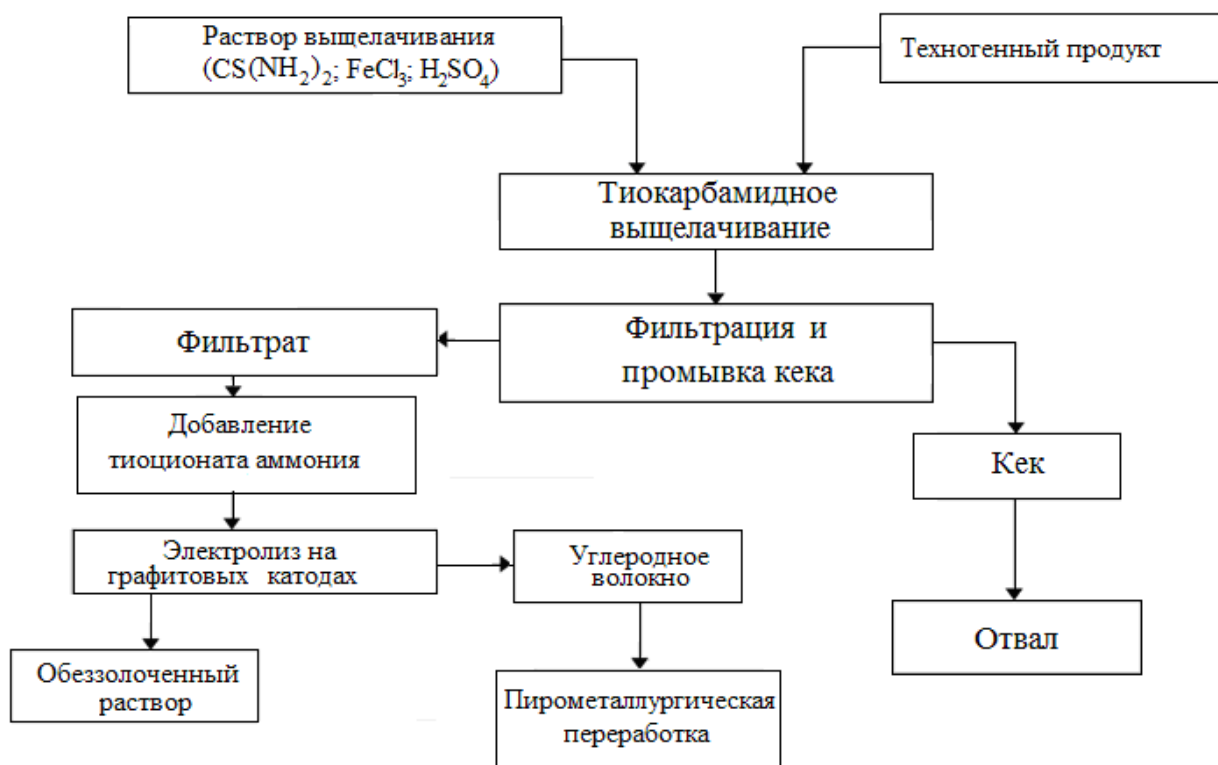 Раствор выщелачивания
(CS(NH₂)₂; FeCl₃; H₂SO₄)
Техногенный продукт
Тиокарбамидное
выщелачивание
Фильтрация и
промывка кека
Фильтрат
Добавление
тиоционата аммония
Кек
Электролиз на
графитовых катодах
Углеродное
волокно
Отвал
Обеззолоченный
раствор
Пирометаллургическая
переработка